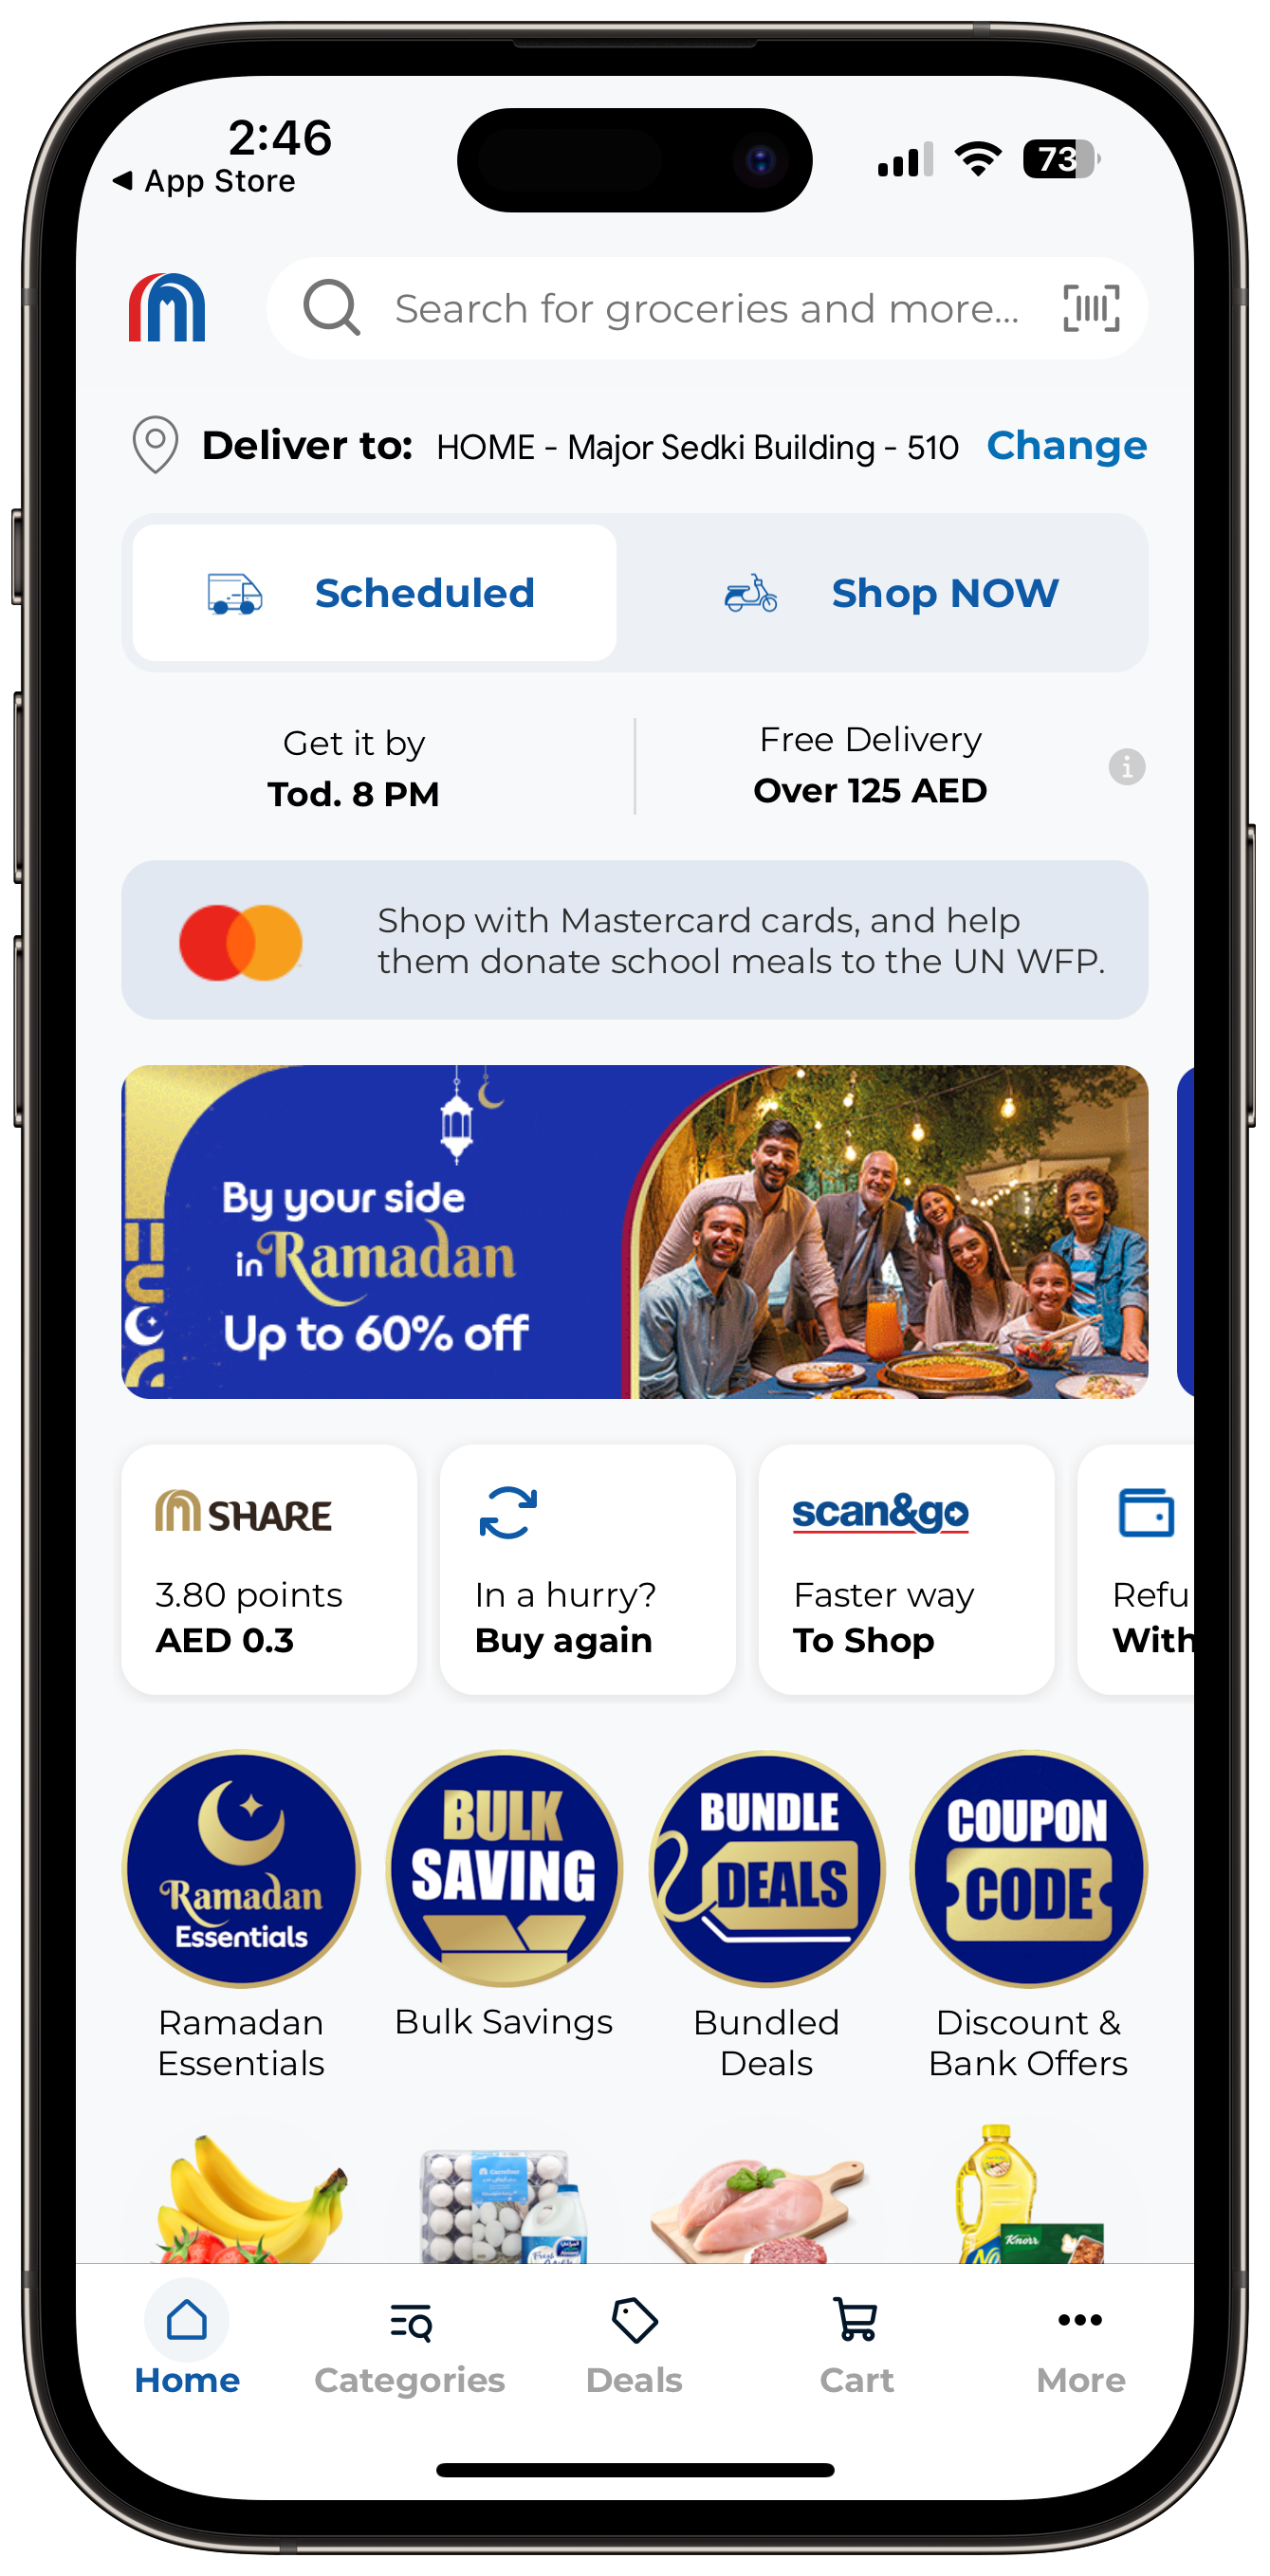 2:46
73
App Store
Search for groceries and more...
Deliver to: HOME - Major Sedki Building - 510 Change
Scheduled
Shop NOW
Get it by
Tod. 8 PM
Free Delivery
Over 125 AED
Shop with Mastercard cards, and help
them donate school meals to the UN WFP.
By your side
in Ramadan
Up to 60% off
SHARE
3.80 points
AED 0.3
In a hurry?
Buy again
scan&go
Faster way
To Shop
Refu
With
Ramadan
Essentials
BULK
SAVING
BUNDLE
DEALS
COUPON
CODE
Ramadan
Essentials
Bulk Savings
Bundled
Deals
Discount &
Bank Offers
Carrefour
Fresh
Knorr
Home
Categories
Deals
Cart
More